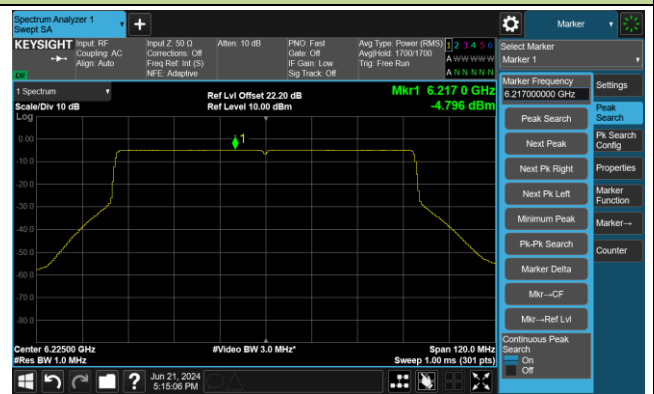 Spectrum Analyzer 1
Swept SA
Marker
KEYSIGHT
Input: RF
Coupling: AC
Align: Auto
Input Z: 50 Ω
Corrections: Off
Freq Ref: Int (S)
NFE: Adaptive
Atten: 10 dB
PNO: Fast
Gate: Off
IF Gain: Low
Sig Track: Off
Avg Type: Power (RMS)
Avg|Hold: 1700/1700
Trig: Free Run
1 2 3 4 5 6
A W W W W W
A N N N N N
LW
Select Marker
Marker 1
1 Spectrum
Scale/Div 10 dB
Log
Ref Lvl Offset 22.20 dB
Ref Level 10.00 dBm
Mkr1 6.217 0 GHz
-4.796 dBm
1
0.00
-10.0
-20.0
-30.0
-40.0
-50.0
-60.0
-70.0
-80.0
Center 6.22500 GHz
#Res BW 1.0 MHz
#Video BW 3.0 MHz*
Span 120.0 MHz
Sweep 1.00 ms (301 pts)
Marker Frequency
6.217000000 GHz
Peak Search
Next Peak
Next Pk Right
Next Pk Left
Minimum Peak
Pk-Pk Search
Marker Delta
Mkr→CF
Mkr→Ref Lvl
Continuous Peak
Search
On
Off
Settings
Peak
Search
Pk Search
Config
Properties
Marker
Function
Marker→
Counter
?
Jun 21, 2024
5:15:06 PM